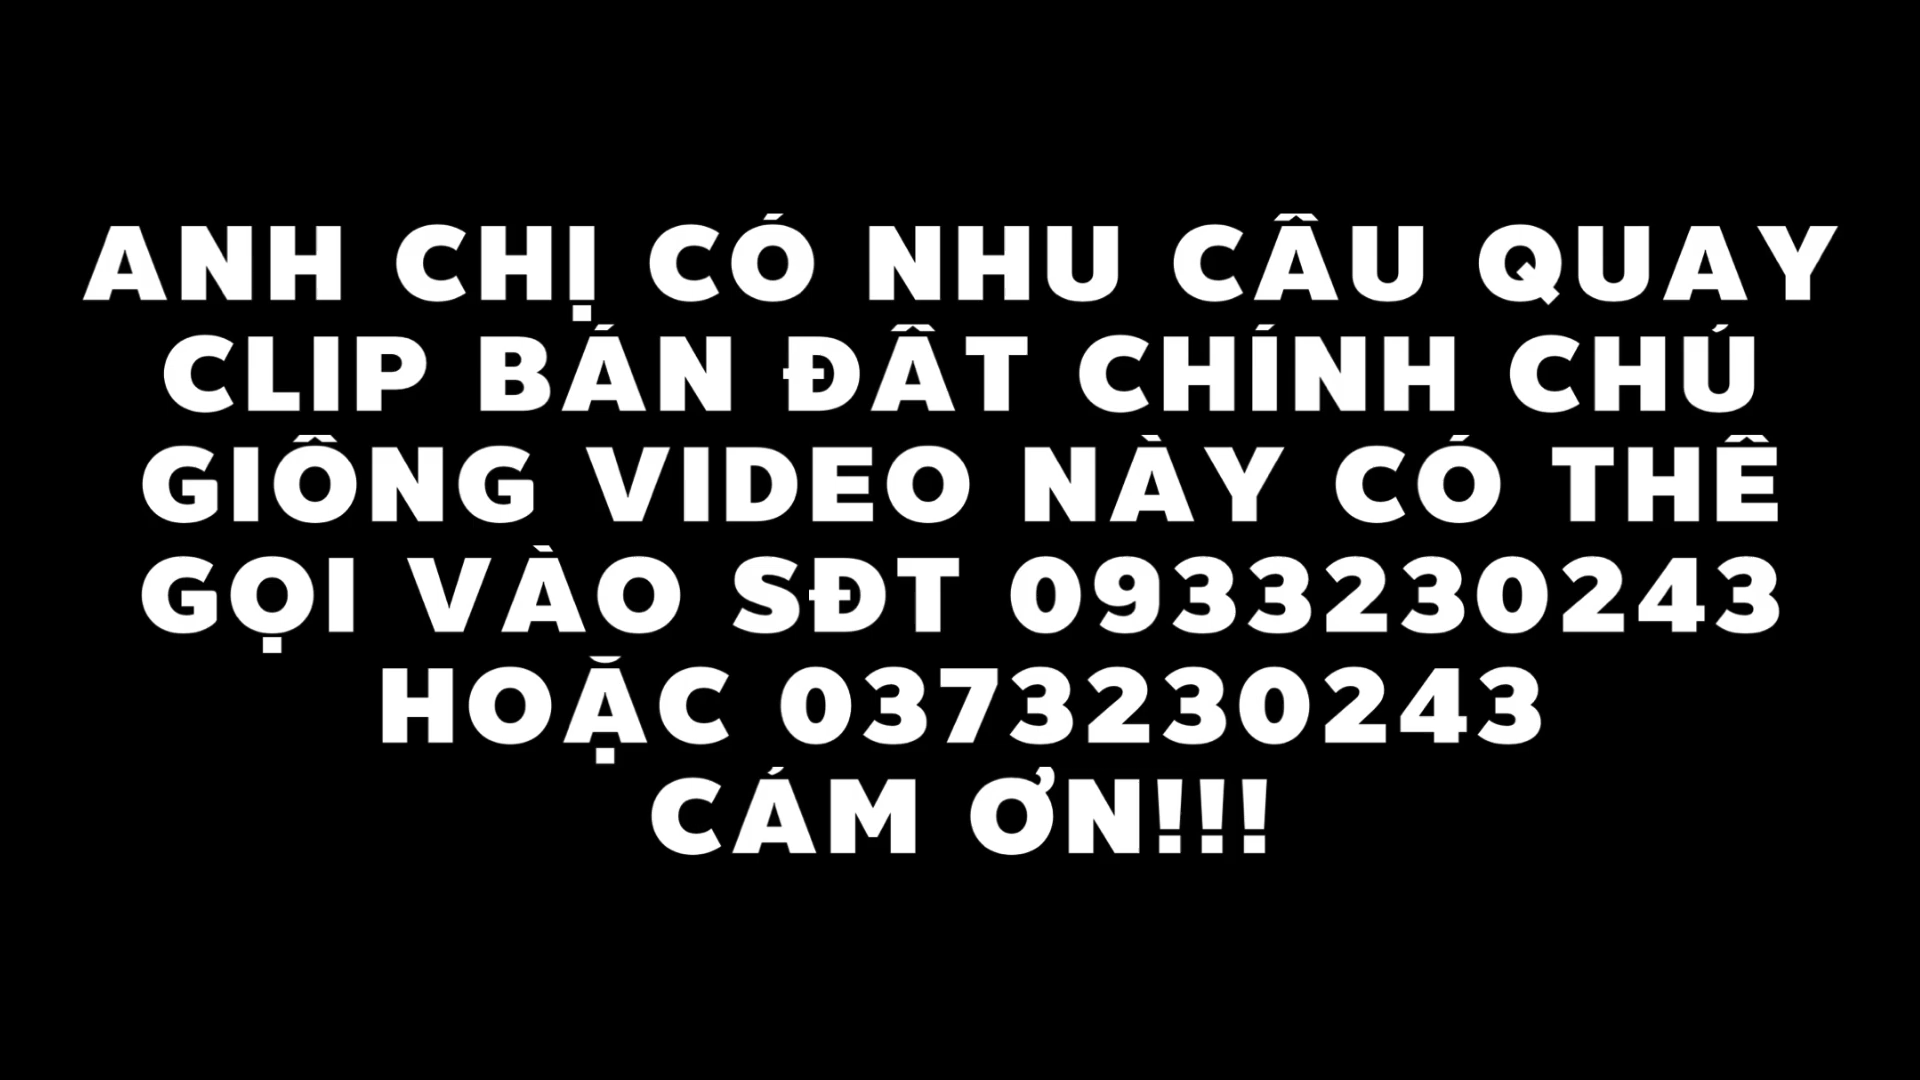 ANH CHỊ CÓ NHU CẦU QUAY
CLIP BÁN ĐẤT CHÍNH CHỦ
GIỐNG VIDEO NÀY CÓ THỂ
GỌI VÀO SĐT 0933230243
HOẶC 0373230243
CÁM ƠN!!!